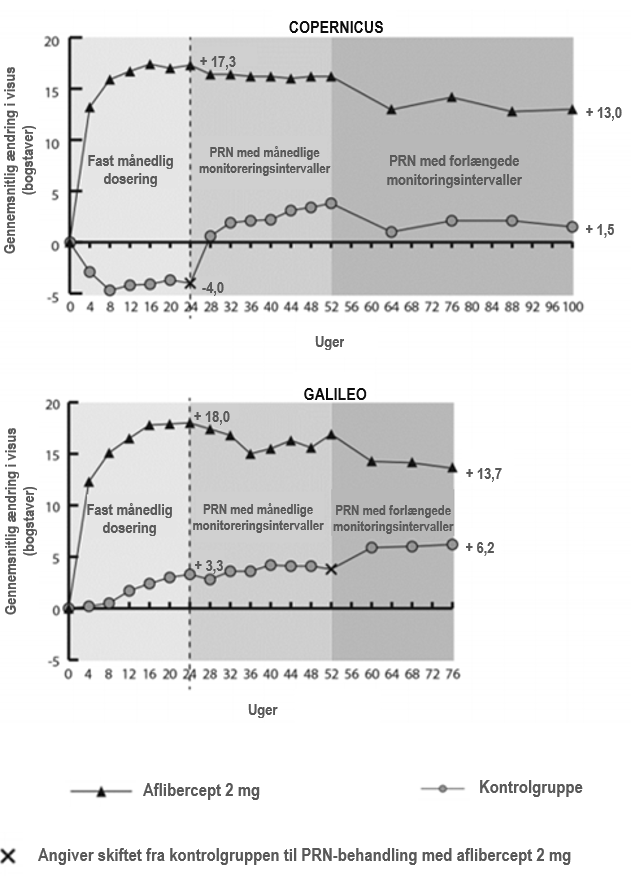 COPERNICUS
Gennemsnitlig ændring i visus
(bogstaver)
20
15
10
5
0
-5
+ 17,3
Fast månedlig
dosering
PRN med månedlige
monitoreringsintervaller
PRN med forlængede
monitoringsintervaller
+ 13,0
+ 1,5
-4,0
0 4 8 12 16 20 24 28 32 36 40 44 48 52 56 60 64 68 72 76 80 84 88 92 96 100
Uger
GALILEO
Gennemsnitlig ændring i visus
(bogstaver)
20
15
10
5
0
-5
+ 18,0
Fast månedlig
dosering
PRN med månedlige
monitoreringsintervaller
PRN med forlængede
monitoringsintervaller
+ 13,7
+ 3,3
+ 6,2
0 4 8 12 16 20 24 28 32 36 40 44 48 52 56 60 64 68 72 76
Uger
Aflibercept 2 mg
Kontrolgruppe
Angiver skiftet fra kontrolgruppen til PRN-behandling med aflibercept 2 mg